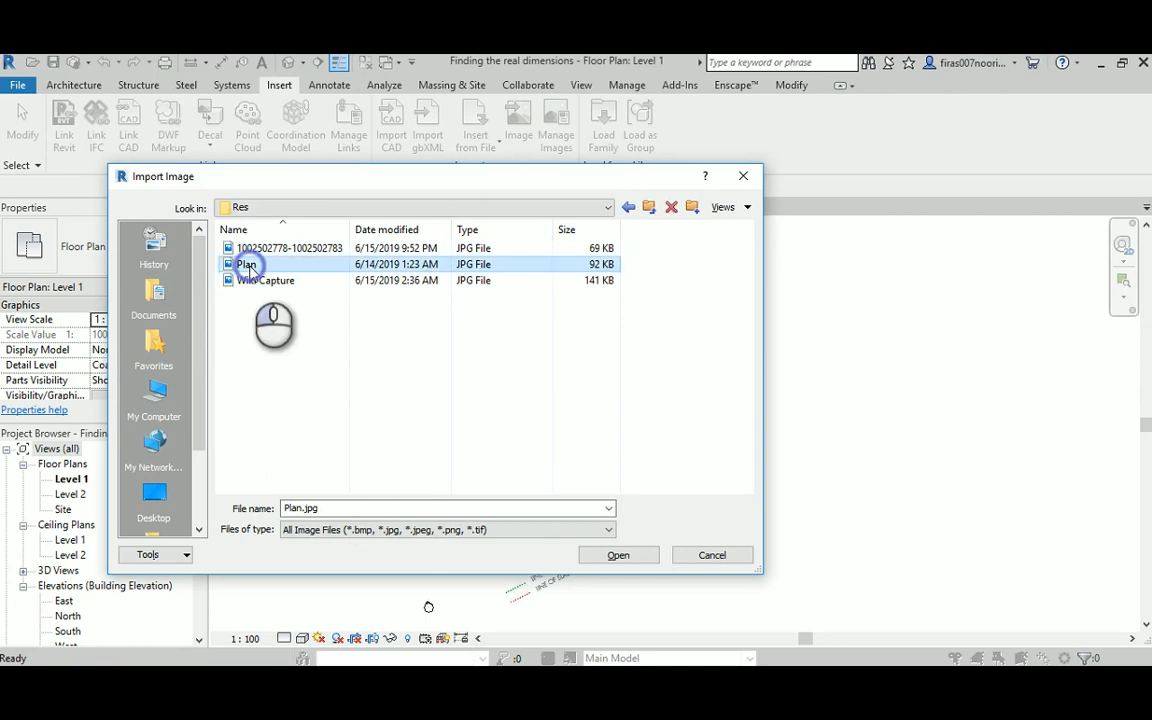 Finding the real dimensions - Floor Plan: Level 1
Type a keyword or phrase
firas007noori...
File Architecture Structure Steel Systems Insert Annotate Analyze Massing & Site Collaborate View Manage Add-Ins Enscape™ Modify
Modify Link Revit Link IFC Link CAD DWF Markup Decal Point Cloud Coordination Model Manage Links Import CAD Import gbXML Insert from File Image Manage Images Load Family Load as Group
Select
Import Image
Properties
Look in: Res Views
Name Date modified Type Size
1002502778-1002502783 6/15/2019 9:52 PM JPG File 69 KB
Plan 6/14/2019 1:23 AM JPG File 92 KB
6/15/2019 2:36 AM JPG File 141 KB
Floor Plan
History
Documents
Favorites
My Computer
My Network...
Desktop
Floor Plan: Level 1
Graphics
View Scale 1:
Scale Value 1: 100
Display Model
Detail Level
Parts Visibility
Visibility/Graphi...
Properties help
Project Browser - Findin
Views (all)
Floor Plans
Level 1
Level 2
Site
Ceiling Plans
Level 1
Level 2
3D Views
Elevations (Building Elevation)
East
North
South
File name: Plan.jpg
Files of type: All Image Files (*.bmp, *.jpg, *.jpeg, *.png, *.tif)
Tools Open Cancel
1 : 100
Ready
:0
Main Model
:0